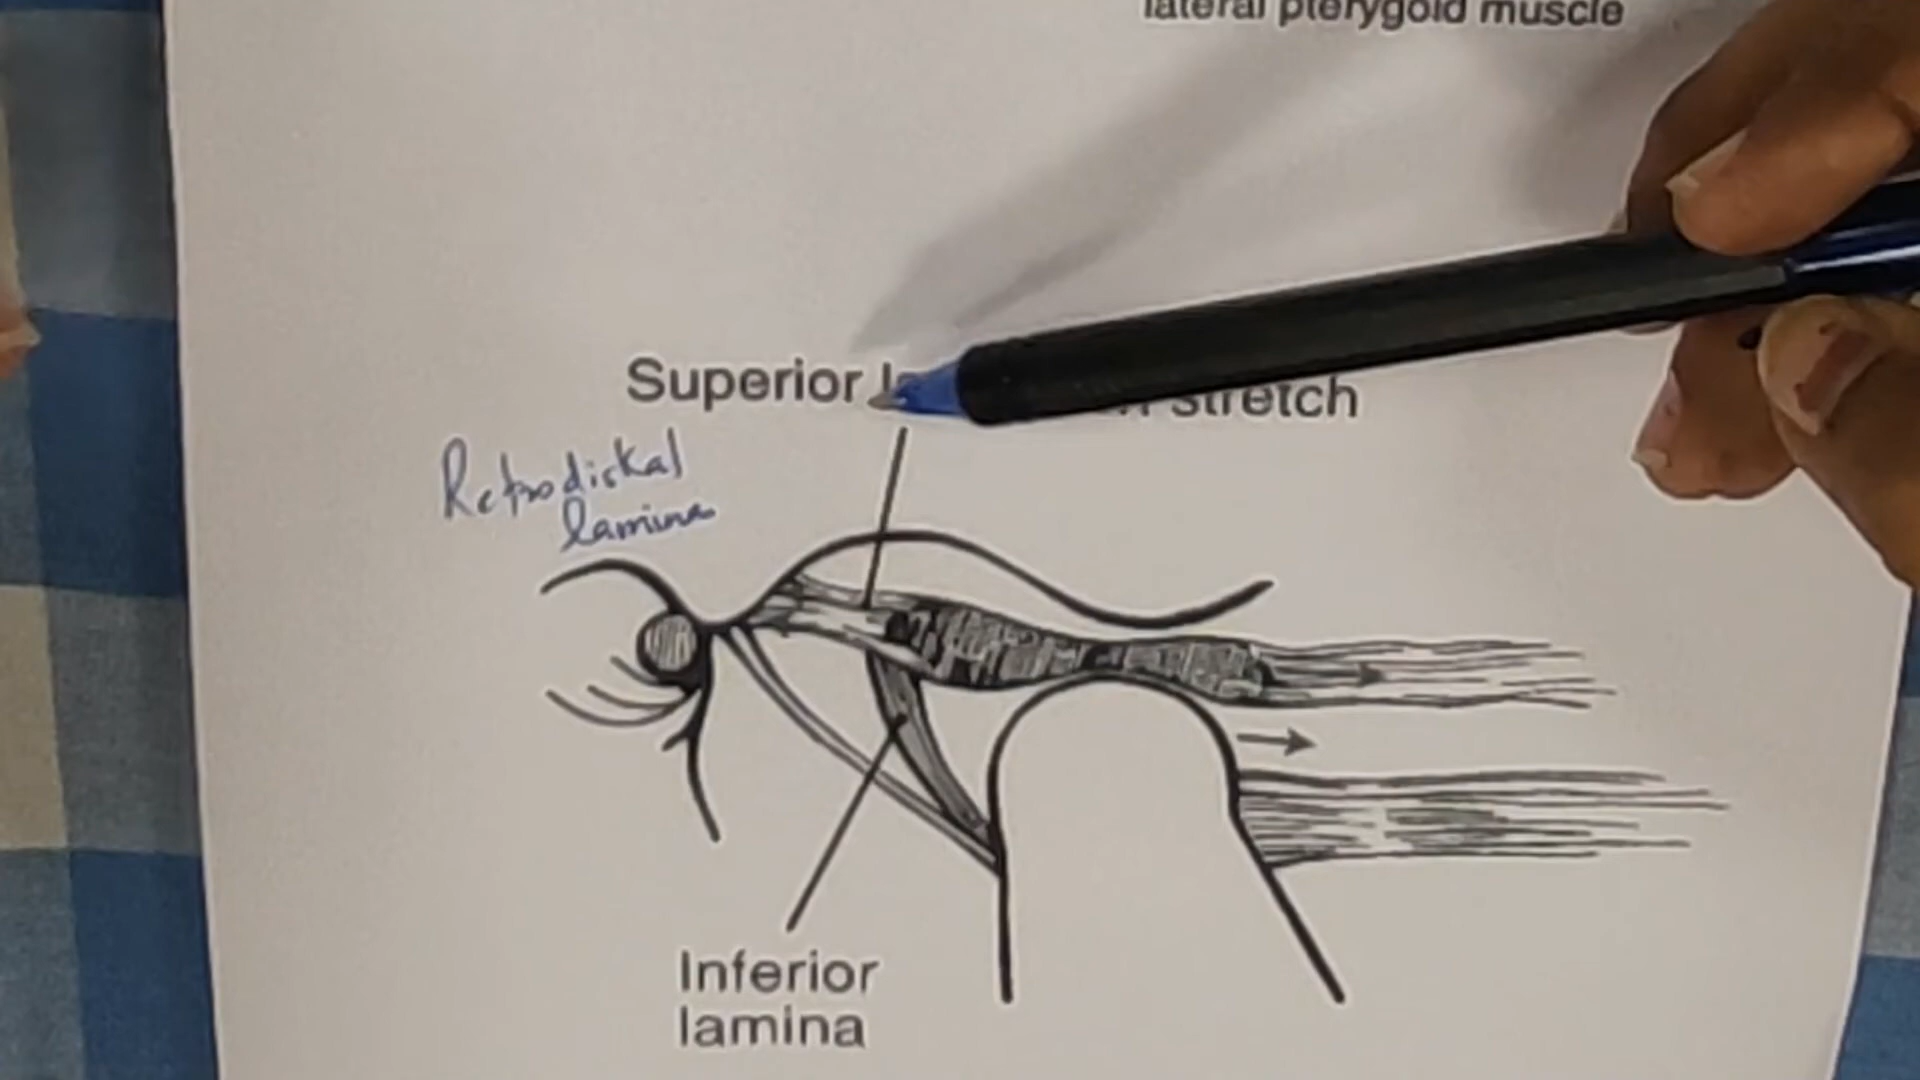 lateral pterygoid muscle
Superior stretch
Retrodiskal
lamina
Inferior
lamina